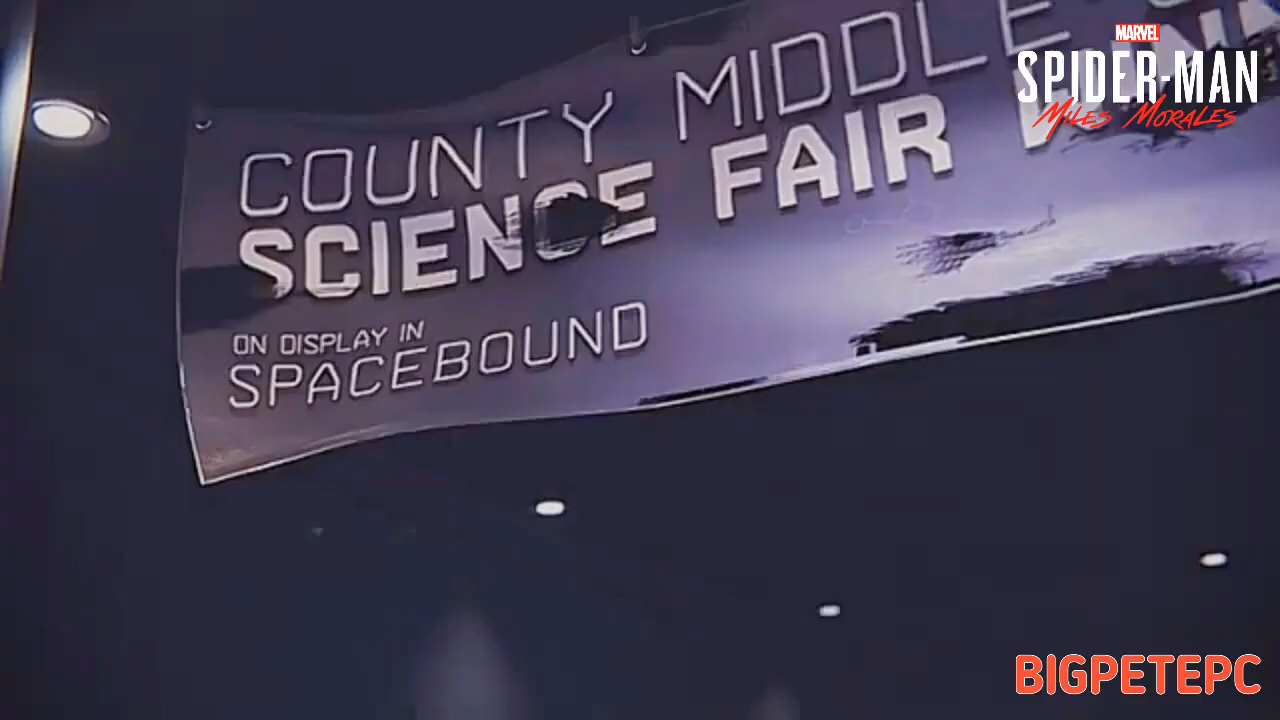 COUNTY MIDDLE
SCIENCE FAIR
ON DISPLAY IN
SPACEBOUND
MARVEL
SPIDER-MAN
MILES MORALES
BIGPETEPC